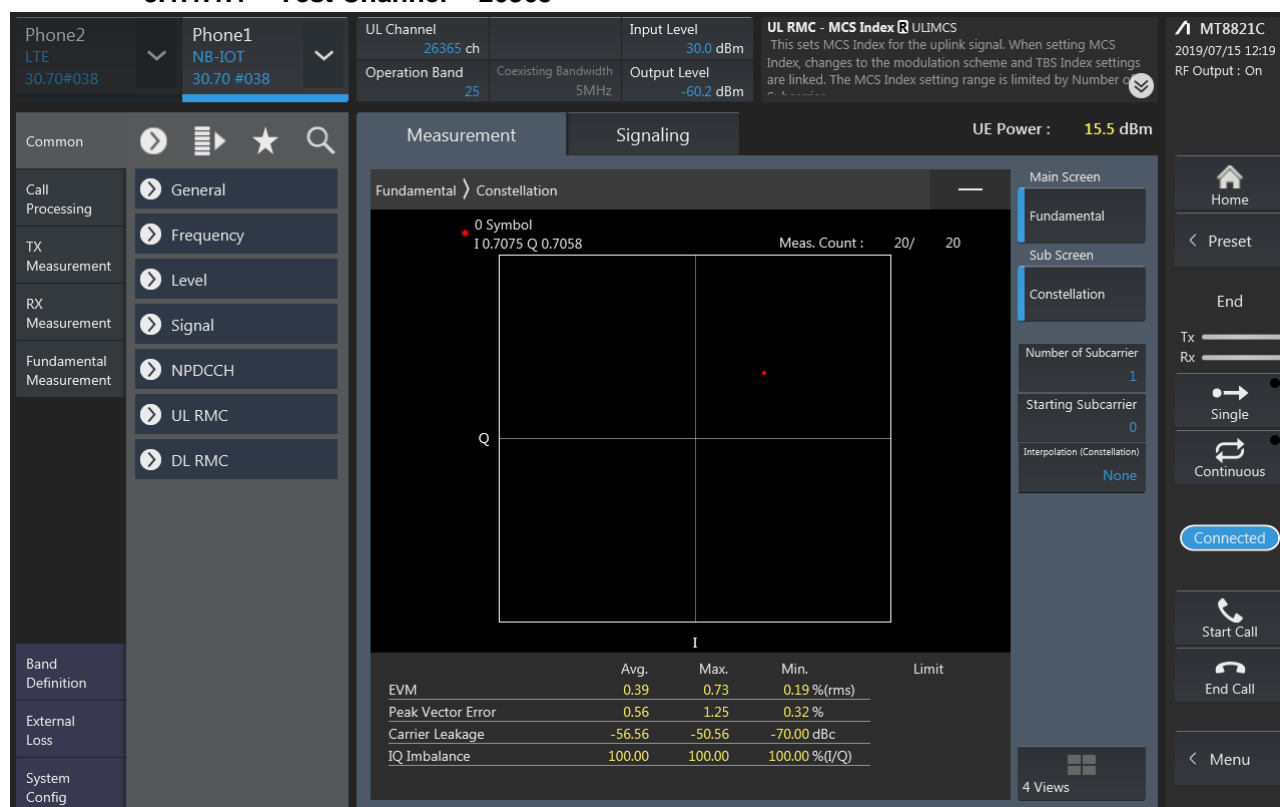 Phone2
LTE
30.70#038
Phone1
NB-IOT
30.70 #038
UL Channel
26365 ch
Input Level
30.0 dBm
Operation Band
25
Coexisting Bandwidth
5MHz
Output Level
-60.2 dBm
UL RMC - MCS Index R ULIMCS
This sets MCS Index for the uplink signal. When setting MCS
Index, changes to the modulation scheme and TBS Index settings
are linked. The MCS Index setting range is limited by Number
MT8821C
2019/07/15 12:19
RF Output : On
Common
Call
Processing
TX
Measurement
RX
Measurement
Fundamental
Measurement
Band
Definition
External
Loss
System
Config
General
Frequency
Level
Signal
NPDCCH
UL RMC
DL RMC
Measurement
Signaling
UE Power : 15.5 dBm
Fundamental 〉 Constellation
0 Symbol
I 0.7075 Q 0.7058
Meas. Count : 20/ 20
Q
I
Avg. Max. Min. Limit
EVM 0.39 0.73 0.19 %(rms)
Peak Vector Error 0.56 1.25 0.32 %
Carrier Leakage -56.56 -50.56 -70.00 dBc
IQ Imbalance 100.00 100.00 100.00 %(I/Q)
Main Screen
Fundamental
Sub Screen
Constellation
Number of Subcarrier
1
Starting Subcarrier
0
Interpolation (Constellation)
None
4 Views
Home
< Preset
End
Tx
Rx
Single
Continuous
Connected
Start Call
End Call
< Menu